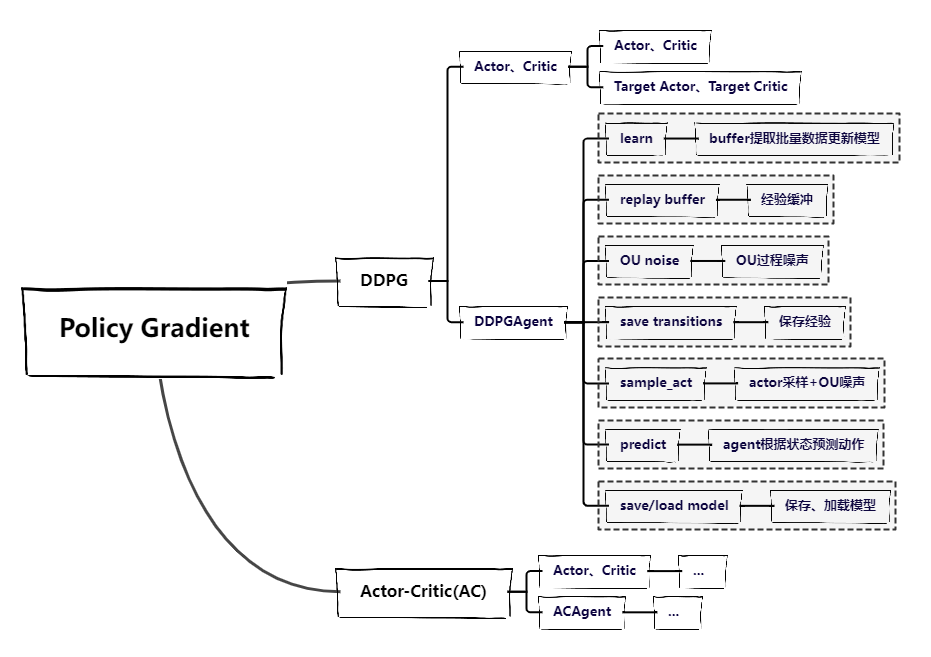 Policy Gradient
DDPG
Actor、Critic
Actor、Critic
Target Actor、Target Critic
DDPGAgent
learn
buffer提取批量数据更新模型
replay buffer
经验缓冲
OU noise
OU过程噪声
save transitions
保存经验
sample_act
actor采样+OU噪声
predict
agent根据状态预测动作
save/load model
保存、加载模型
Actor-Critic(AC)
Actor、Critic
...
ACAgent
...